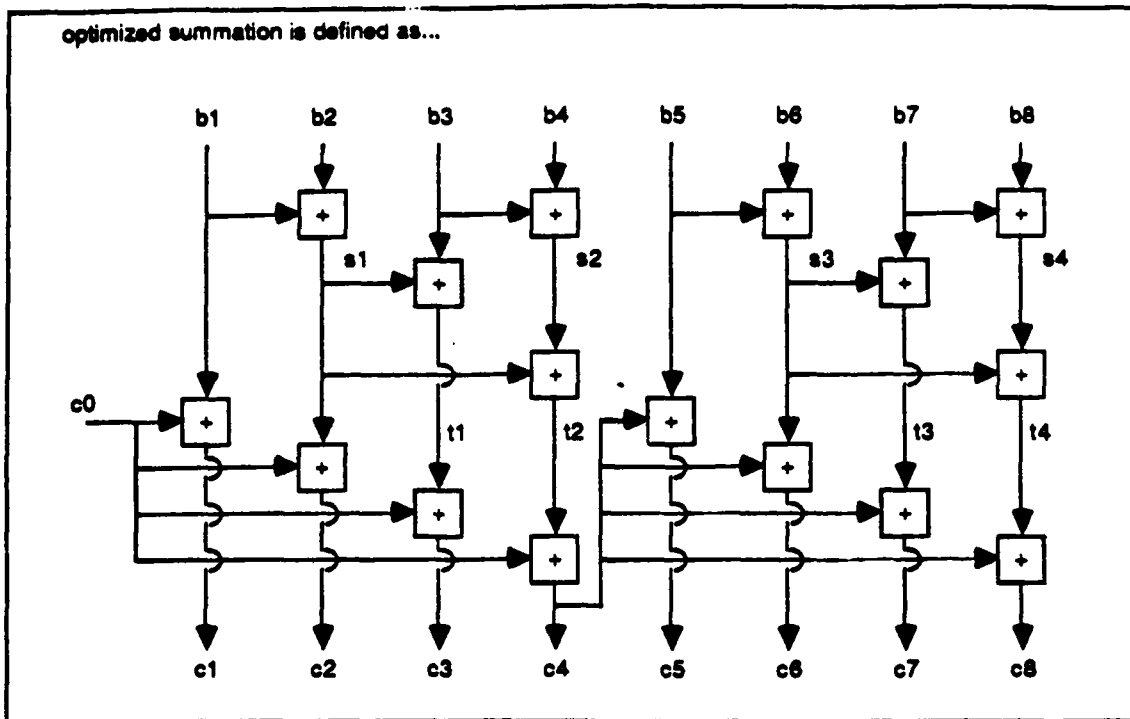 optimized summation is defined as...
b1 b2 b3 b4 b5 b6 b7 b8
+ + + +
s1 s2 s3 s4
+ +
+ +
c0 + +
t1 t2 t3 t4
+ +
+ +
+ +
c1 c2 c3 c4 c5 c6 c7 c8